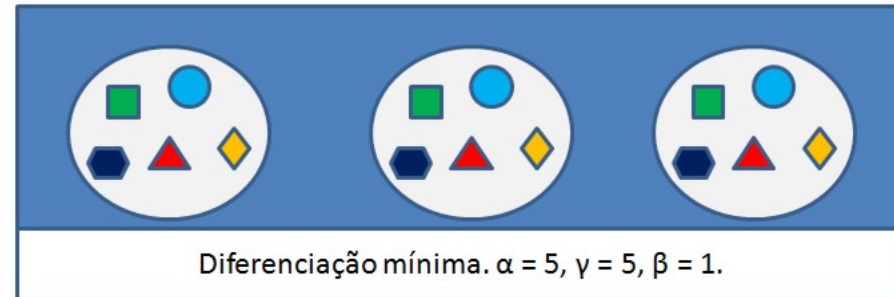 Diferenciação mínima. α = 5, γ = 5, β = 1.